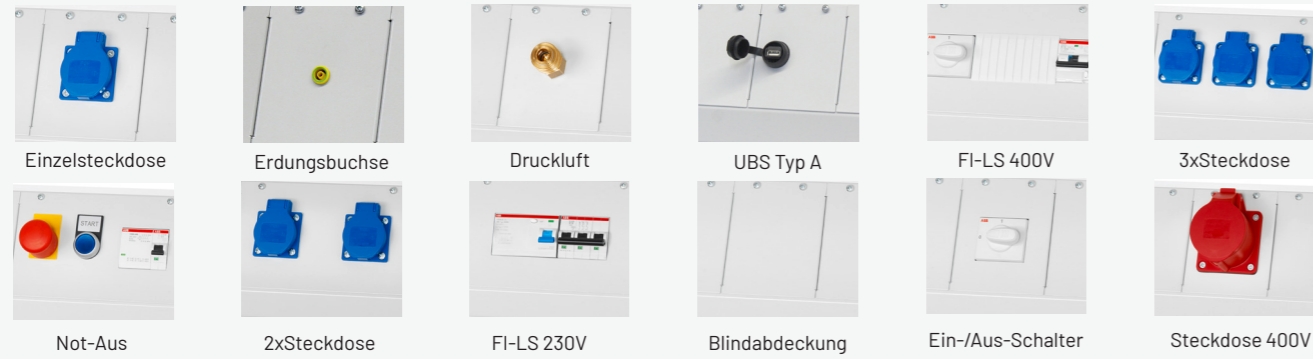 Einzelsteckdose
Erdungsbuchse
Druckluft
UBS Typ A
FI-LS 400V
3xSteckdose
START
Not-Aus
2xSteckdose
FI-LS 230V
Blindabdeckung
Ein-/Aus-Schalter
Steckdose 400V